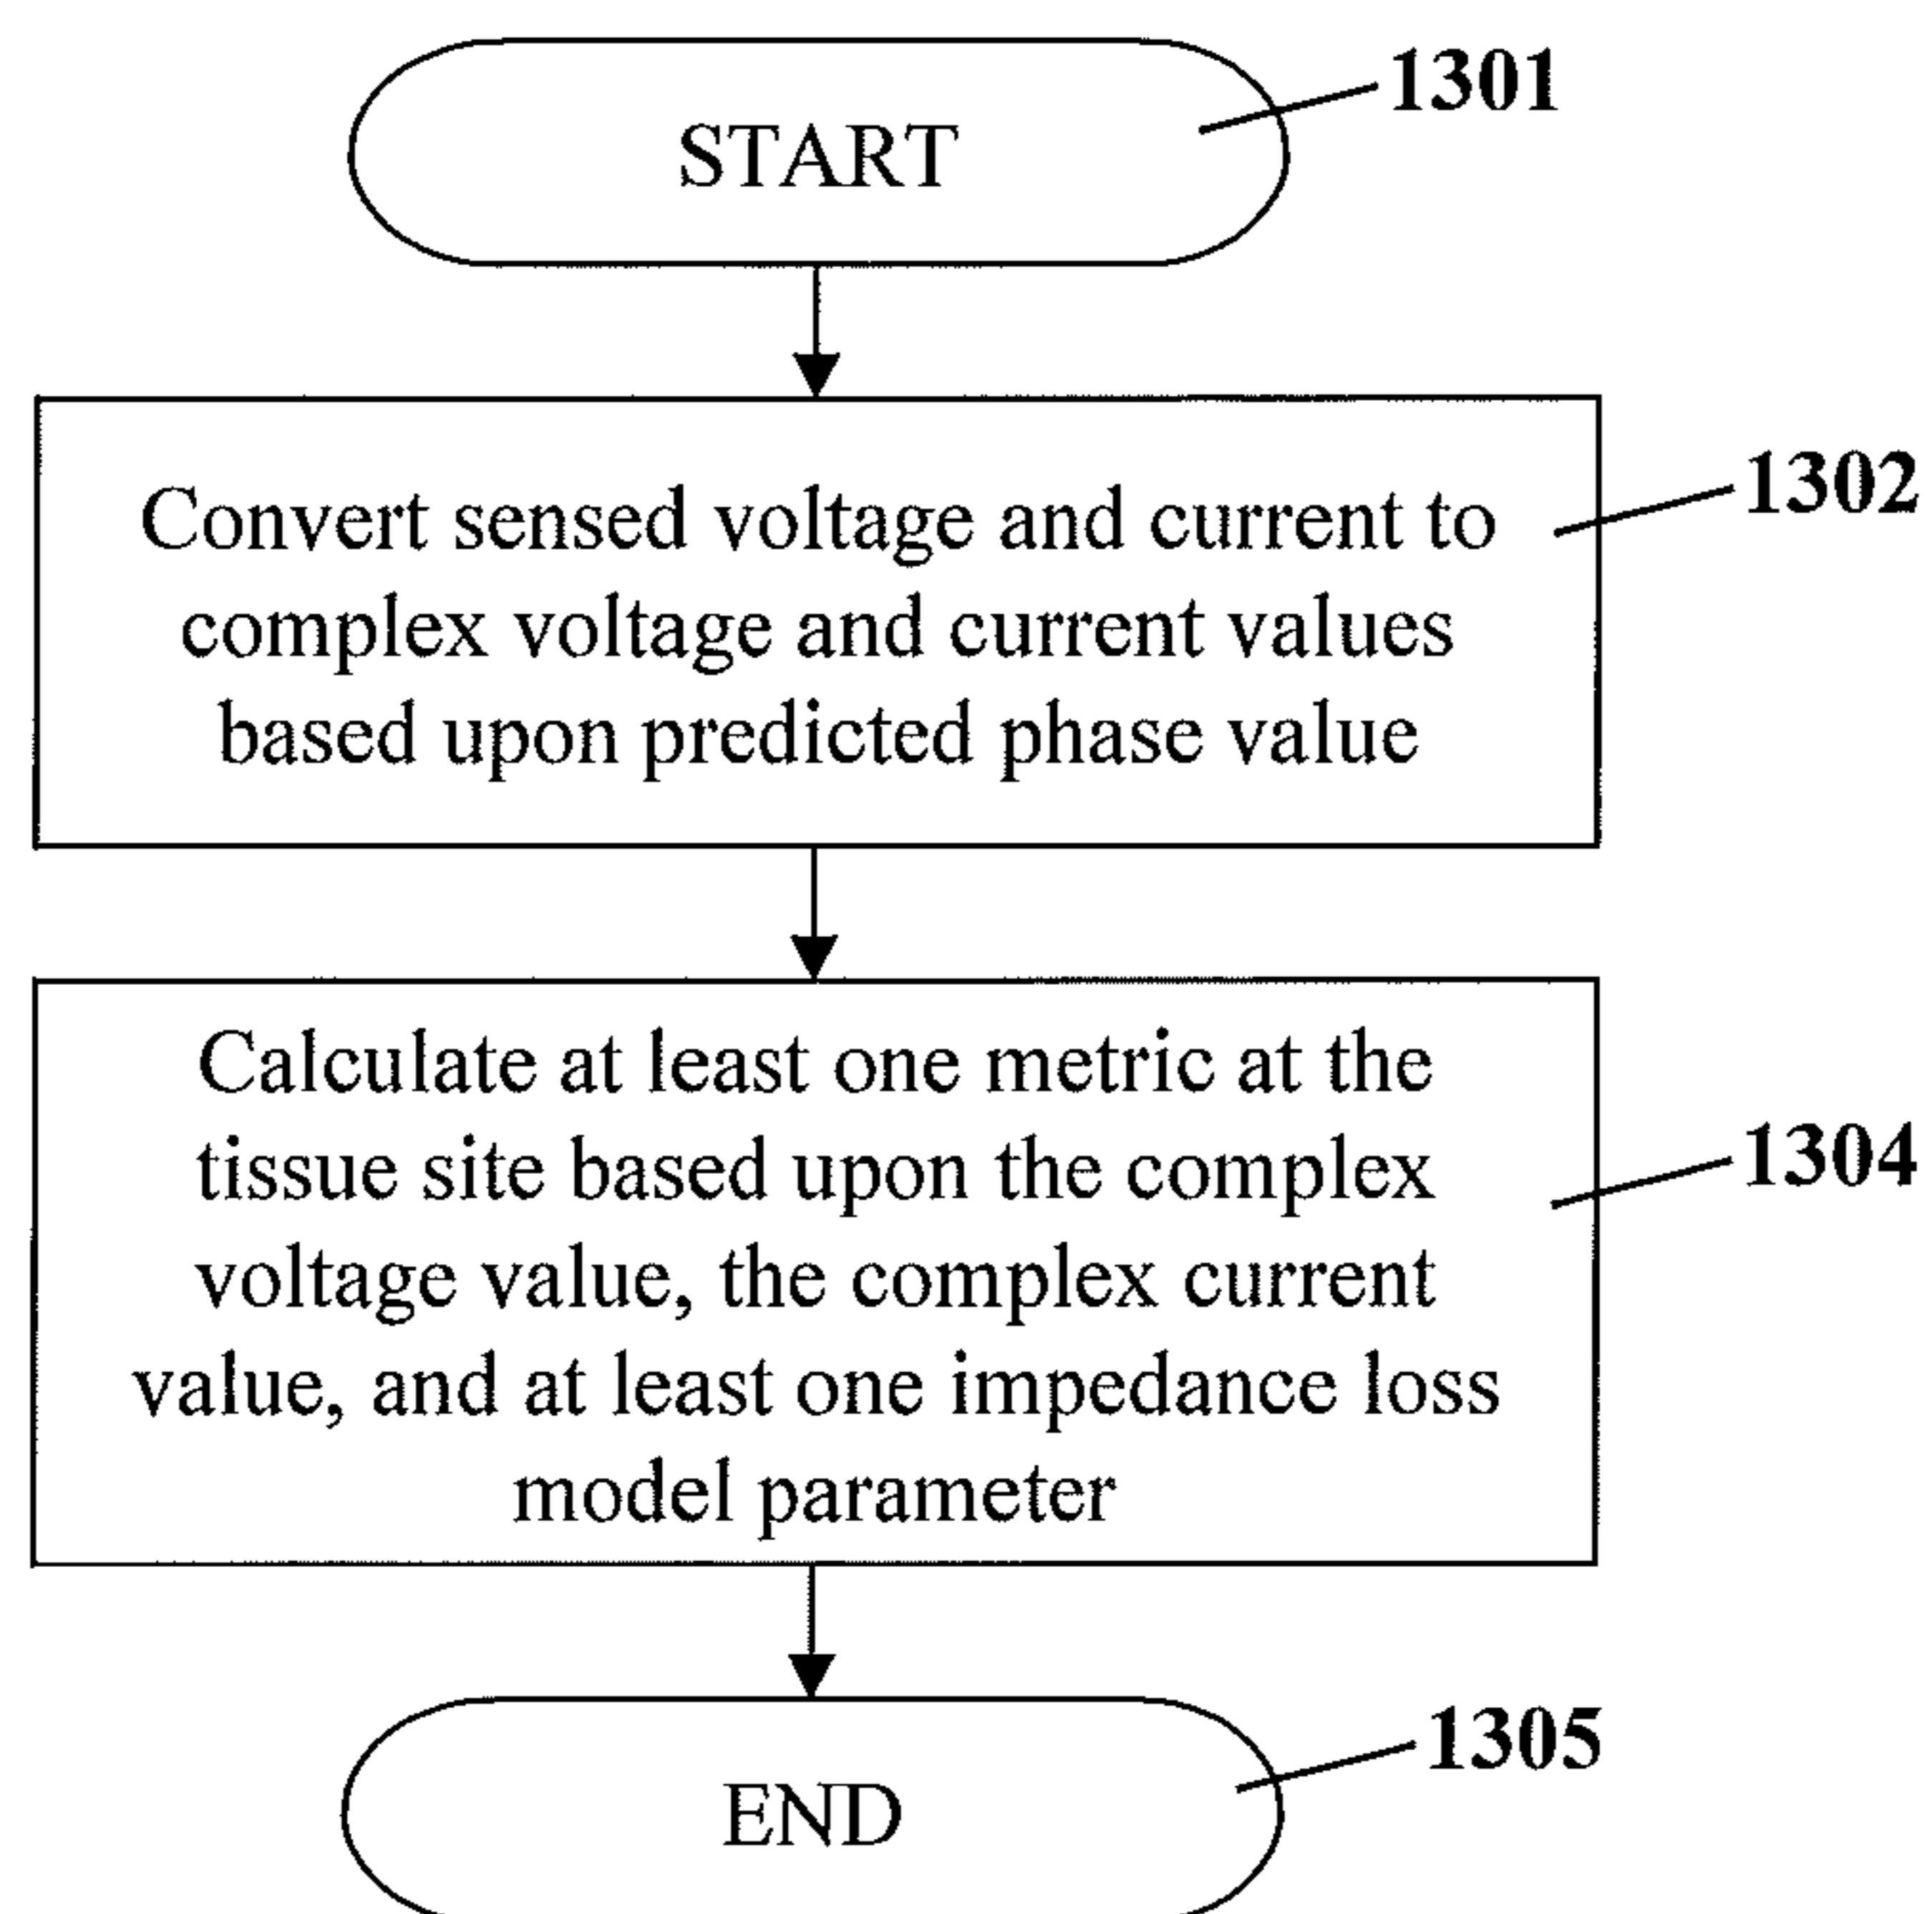 START
1301
Convert sensed voltage and current to
1302
complex voltage and current values
based upon predicted phase value
Calculate at least one metric at the
tissue site based upon the complex
1304
voltage value, the complex current
value, and at least one impedance loss
model parameter
END
1305